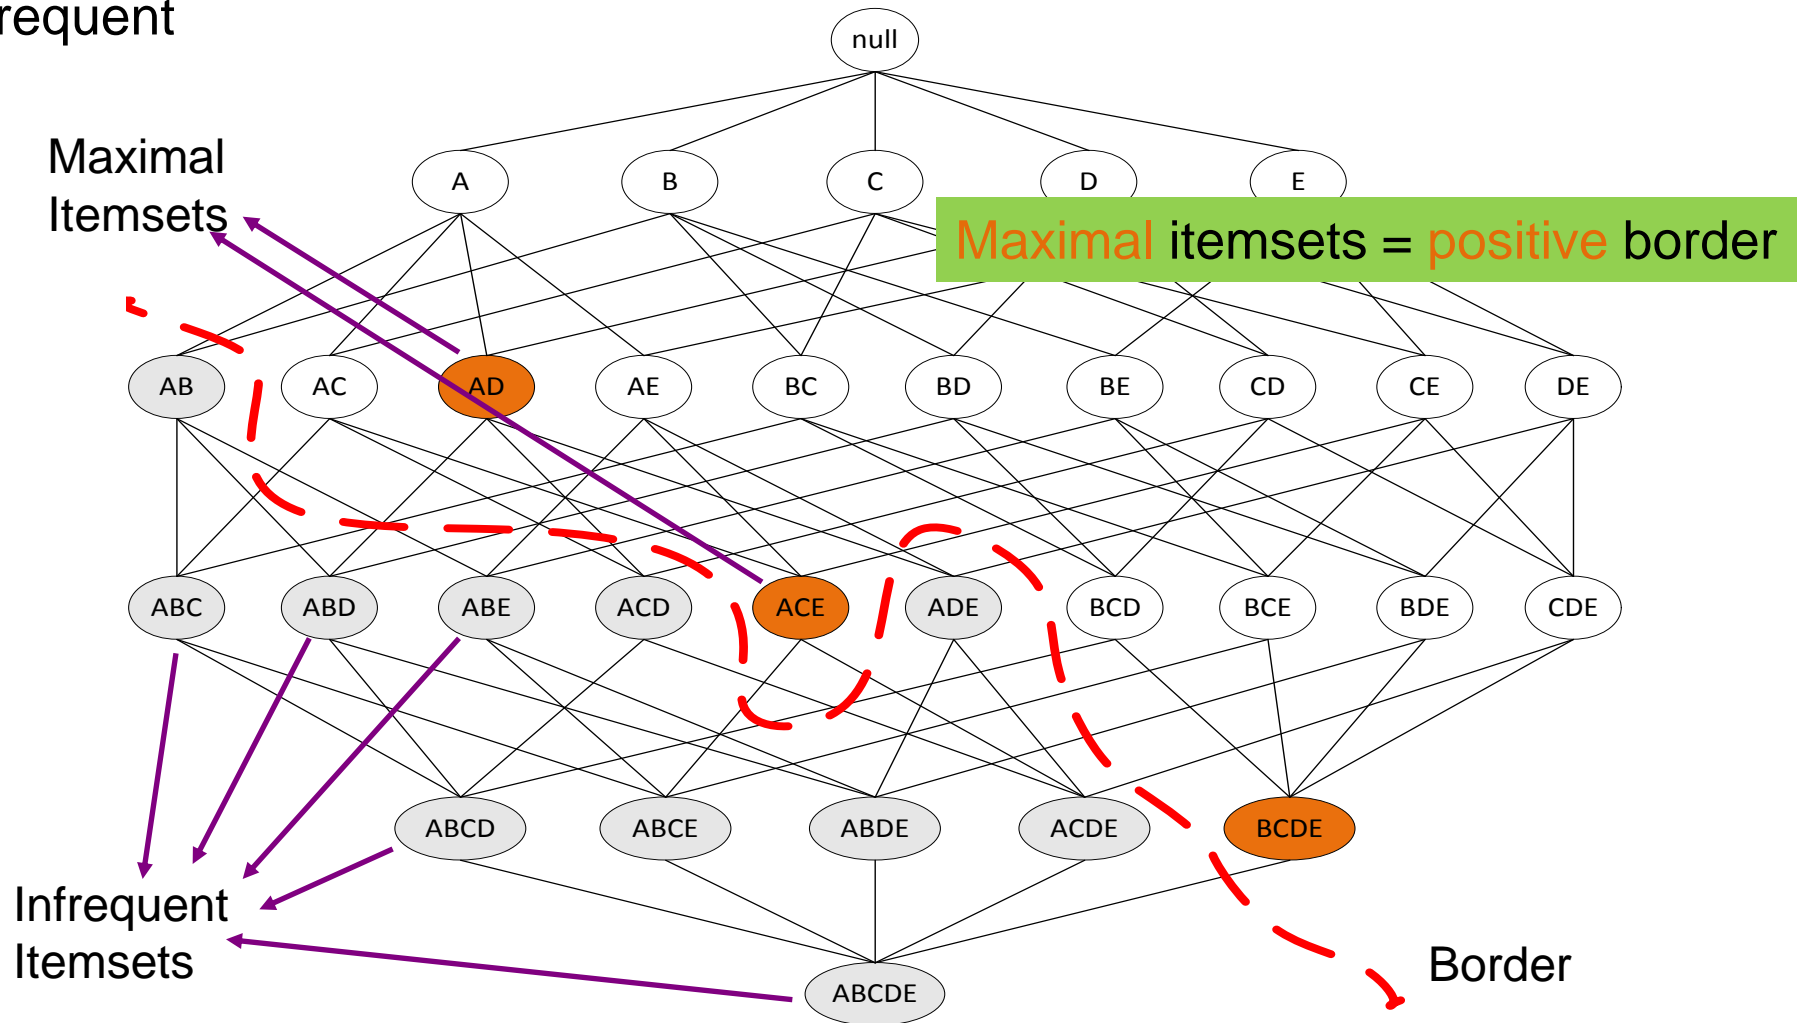 requent
null
Maximal
Itemsets
A B C D E
Maximal itemsets = positive border
AB AC AD AE BC BD BE CD CE DE
ABC ABD ABE ACD ACE ADE BCD BCE BDE CDE
ABCD ABCE ABDE ACDE BCDE
Infrequent
Itemsets
Border
ABCDE